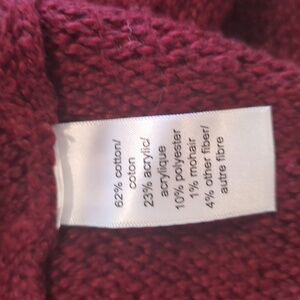 62% cotton/
coton
23% acrylic/
acrylique
10% polyester
1% mohair
4% other fiber/
autre fibre